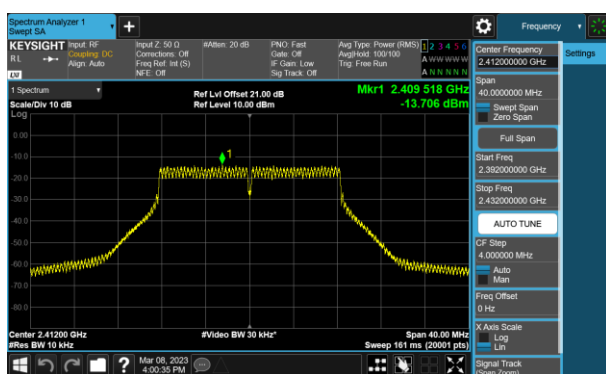 Spectrum Analyzer 1
Swept SA
+
Frequency
KEYSIGHT
R L
Input: RF
Coupling: DC
Align: Auto
Input Z: 50 Ω
Corrections: Off
Freq Ref: Int (S)
NFE: Off
#Atten: 20 dB
PNO: Fast
Gate: Off
IF Gain: Low
Sig Track: Off
Avg Type: Power (RMS)
Avg|Hold: 100/100
Trig: Free Run
1 2 3 4 5 6
A W W W W W
A N N N N N
1 Spectrum
Scale/Div 10 dB
Log
Ref Lvl Offset 21.00 dB
Ref Level 10.00 dBm
Mkr1 2.409 518 GHz
-13.706 dBm
1
0.00
-10.0
-20.0
-30.0
-40.0
-50.0
-60.0
-70.0
-80.0
Center 2.41200 GHz
#Res BW 10 kHz
#Video BW 30 kHz*
Span 40.00 MHz
Sweep 161 ms (20001 pts)
Mar 08, 2023
4:00:35 PM
?
Center Frequency
2.412000000 GHz
Span
40.0000000 MHz
Swept Span
Zero Span
Full Span
Start Freq
2.392000000 GHz
Stop Freq
2.432000000 GHz
AUTO TUNE
CF Step
4.000000 MHz
Auto
Man
Freq Offset
0 Hz
X Axis Scale
Log
Lin
Signal Track
(Span Zoom)
Settings